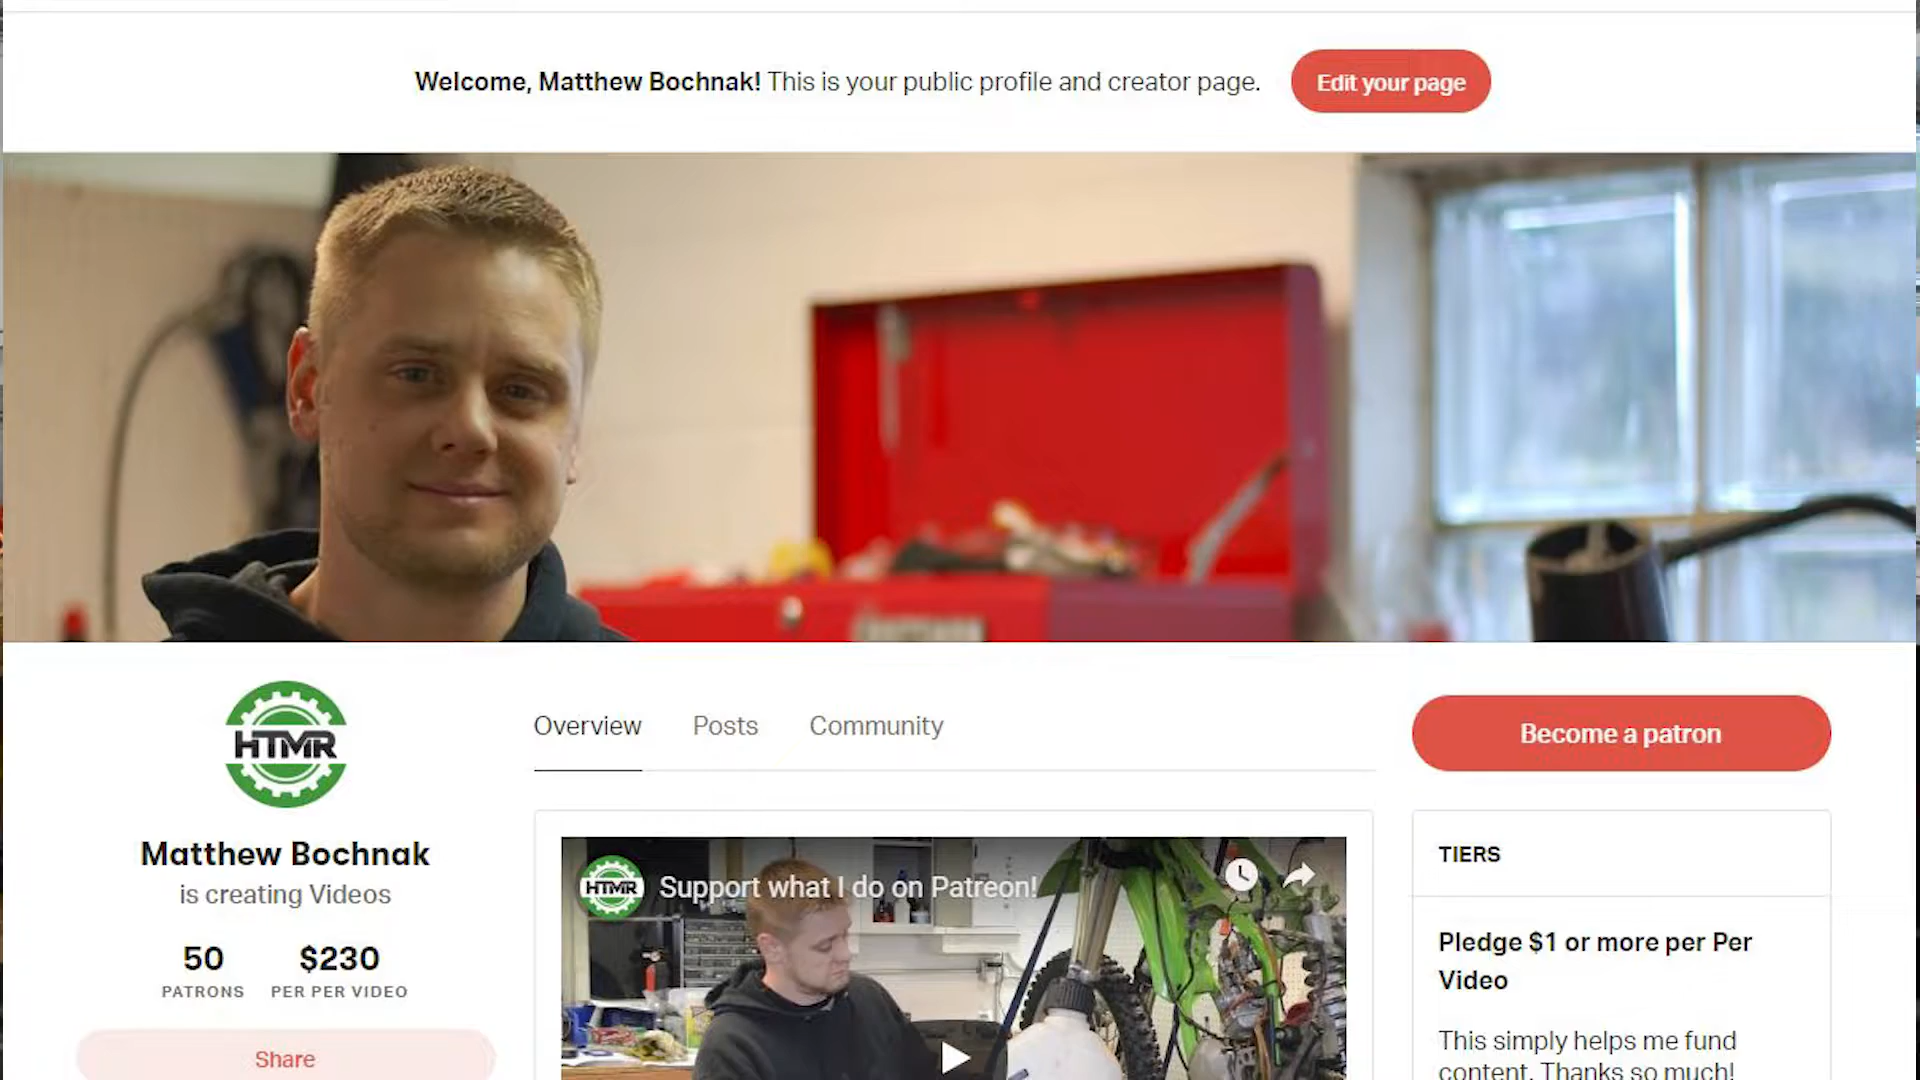 Welcome, Matthew Bochnak! This is your public profile and creator page.
Edit your page
HTMR
Matthew Bochnak
is creating Videos
50
PATRONS
$230
PER PER VIDEO
Share
Overview
Posts
Community
HTMR
Support what I do on Patreon!
Become a patron
TIERS
Pledge $1 or more per Per
Video
This simply helps me fund
content. Thanks so much!